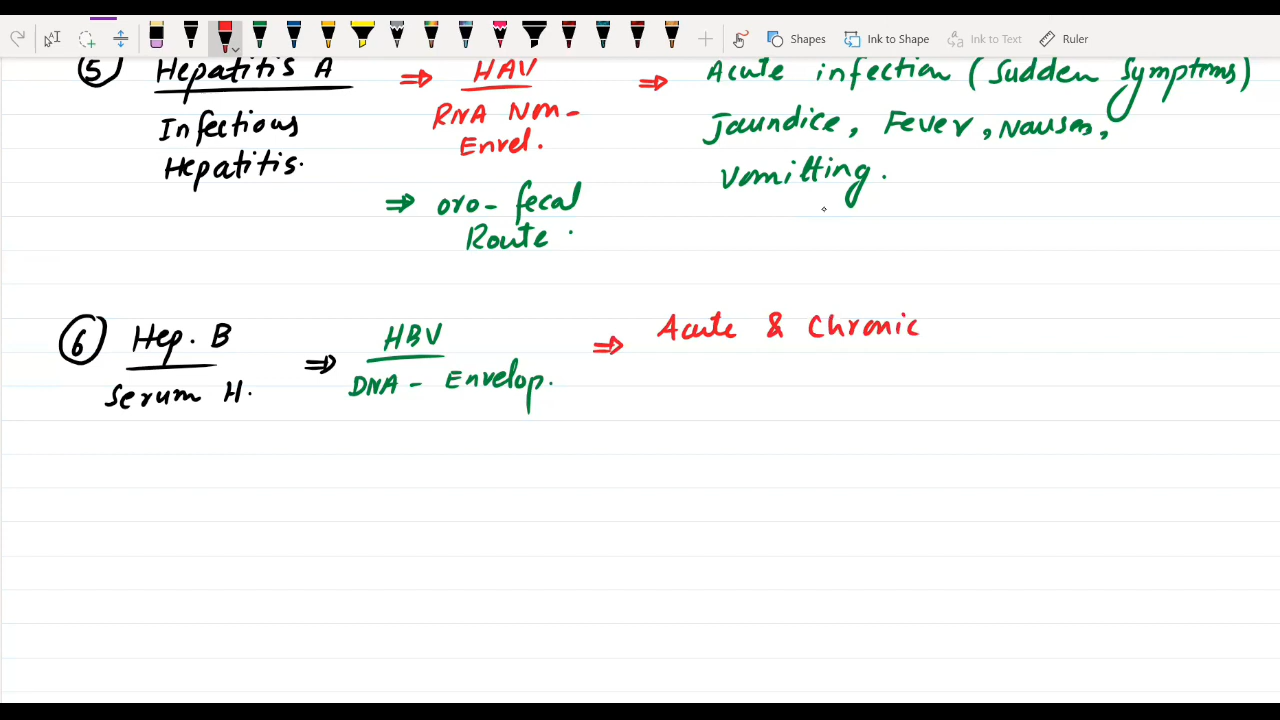 Shapes Ink to Shape Ink to Text Ruler
5 Hepatitis A ⇒ HAV ⇒ Acute infection (Sudden Symptoms)
Infectious Hepatitis.
RNA Non-Envel.
Jaundice, Fever, Nausea,
Vomitting.
⇒ oro-fecal
Route.
6 Hep. B ⇒ HBV ⇒ Acute & Chronic
Serum H.
DNA - Envelop.